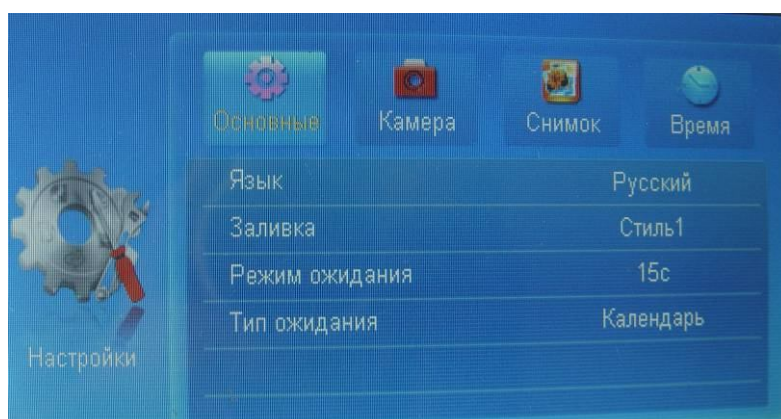 Основные Камера Снимок Время
Язык Русский
Заливка Стиль1
Режим ожидания 15с
Тип ожидания Календарь
Настройки